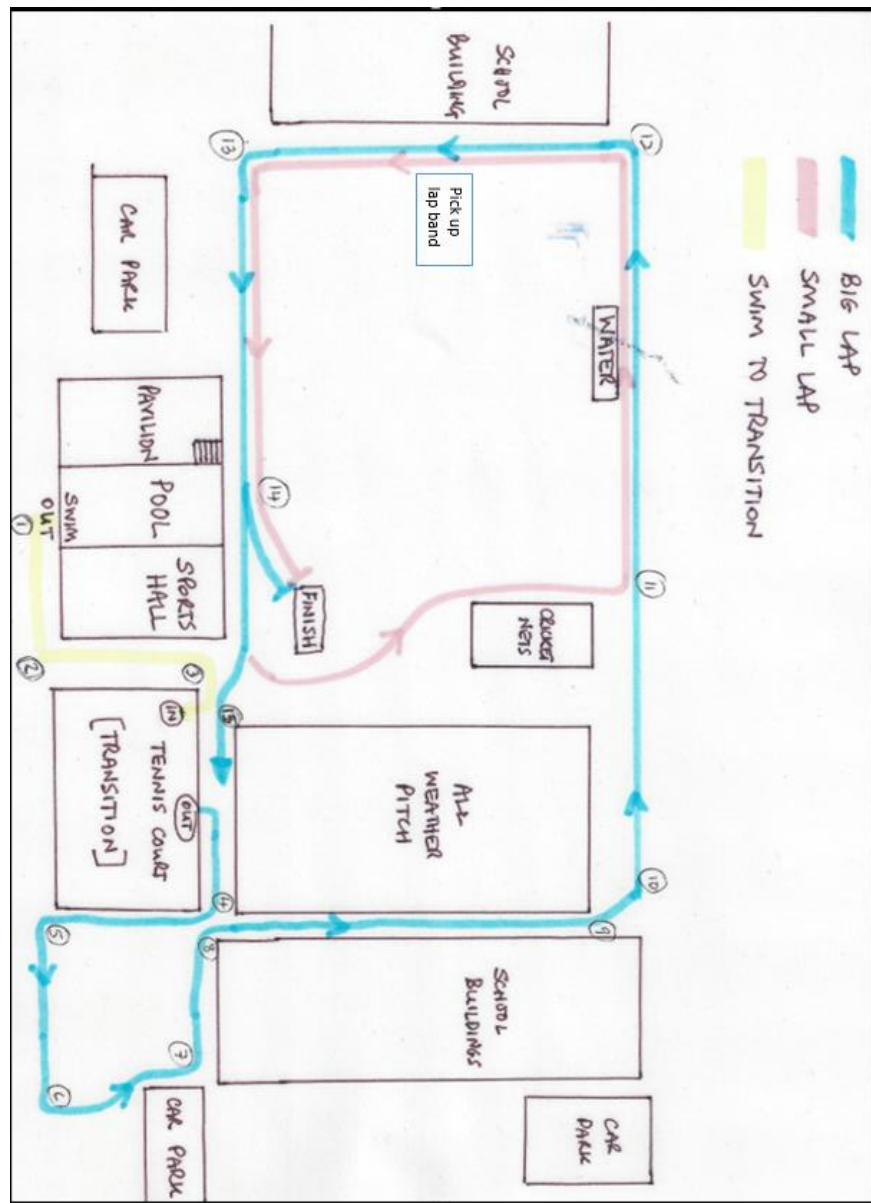 BIG LAP
SMALL LAP
SWIM TO TRANSITION
SCHOOL
BUILDING
12
13
Pick up
lap band
CAR PARK
WATER
PAVILION
POOL
SPORTS
HALL
SWIM
OUT
1
2
3
14
FINISH
11
CRICKET
NETS
IN
15
TENNIS COURT
[TRANSITION]
OUT
ALL
WEATHER
PITCH
4
5
6
7
8
9
10
SCHOOL
BUILDINGS
CAR PARK
CAR
PARK